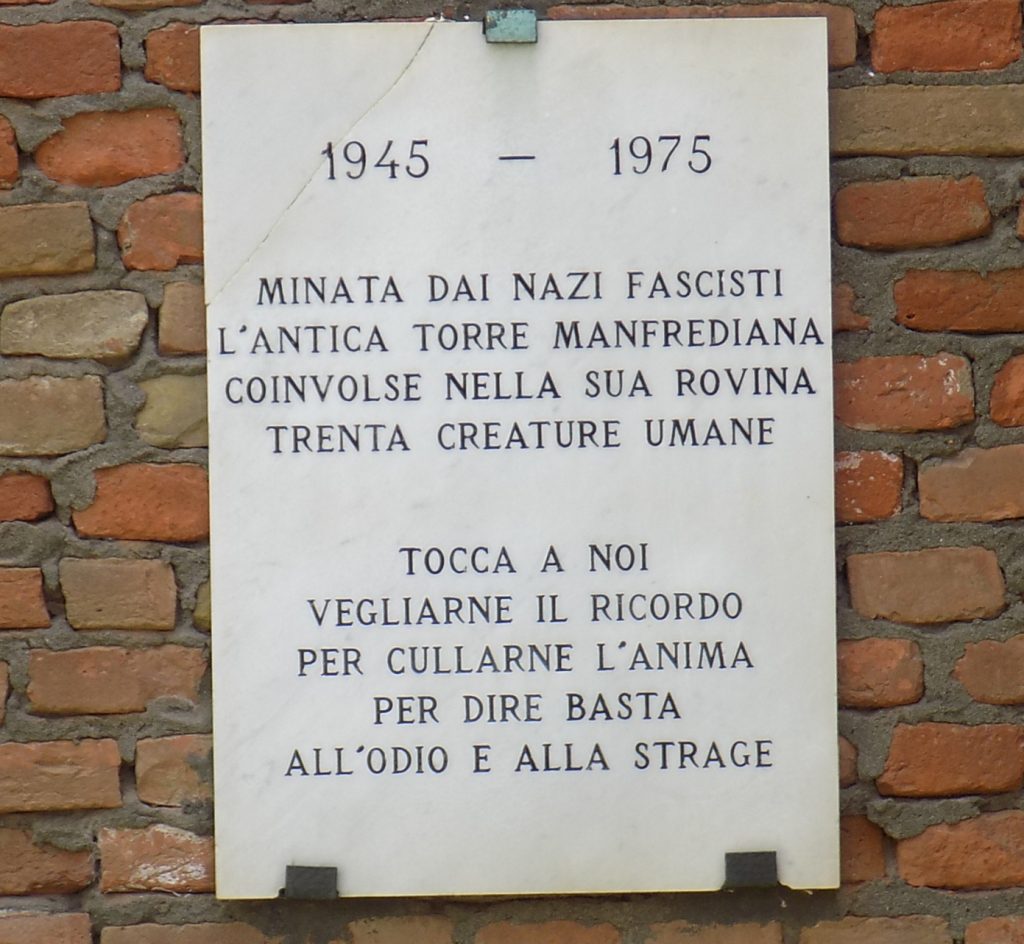 1945 – 1975
MINATA DAI NAZI FASCISTI
L'ANTICA TORRE MANFREDIANA
COINVOLSE NELLA SUA ROVINA
TRENTA CREATURE UMANE
TOCCA A NOI
VEGLIARNE IL RICORDO
PER CULLARNE L'ANIMA
PER DIRE BASTA
ALL'ODIO E ALLA STRAGE